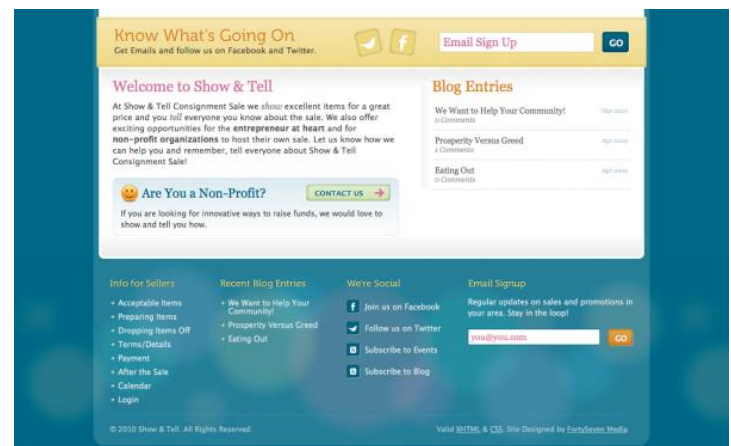 Know What's Going On
Get Emails and follow us on Facebook and Twitter.
Email Sign Up
GO
Welcome to Show & Tell
At Show & Tell Consignment Sale we show excellent items for a great
price and you tell everyone you know about the sale. We also offer
exciting opportunities for the entrepreneur at heart and for
non-profit organizations to host their own sale. Let us know how we
can help you and remember, tell everyone about Show & Tell
Consignment Sale!
Are You a Non-Profit?
CONTACT US
If you are looking for innovative ways to raise funds, we would love to
show and tell you how.
Blog Entries
We Want to Help Your Community!
0 Comments
Prosperity Versus Greed
1 Comments
Eating Out
0 Comments
Info for Sellers
Acceptable Items
Preparing Items
Dropping Items Off
Terms/Details
Payment
After the Sale
Calendar
Login
Recent Blog Entries
We Want to Help Your
Community!
Prosperity Versus Greed
Eating Out
We're Social
Join us on Facebook
Follow us on Twitter
Subscribe to Events
Subscribe to Blog
Email Signup
Regular updates on sales and promotions in
your area. Stay in the loop!
you@you.com
GO
© 2010 Show & Tell. All Rights Reserved.
Valid XHTML & CSS. Site Designed by FortySeven Media